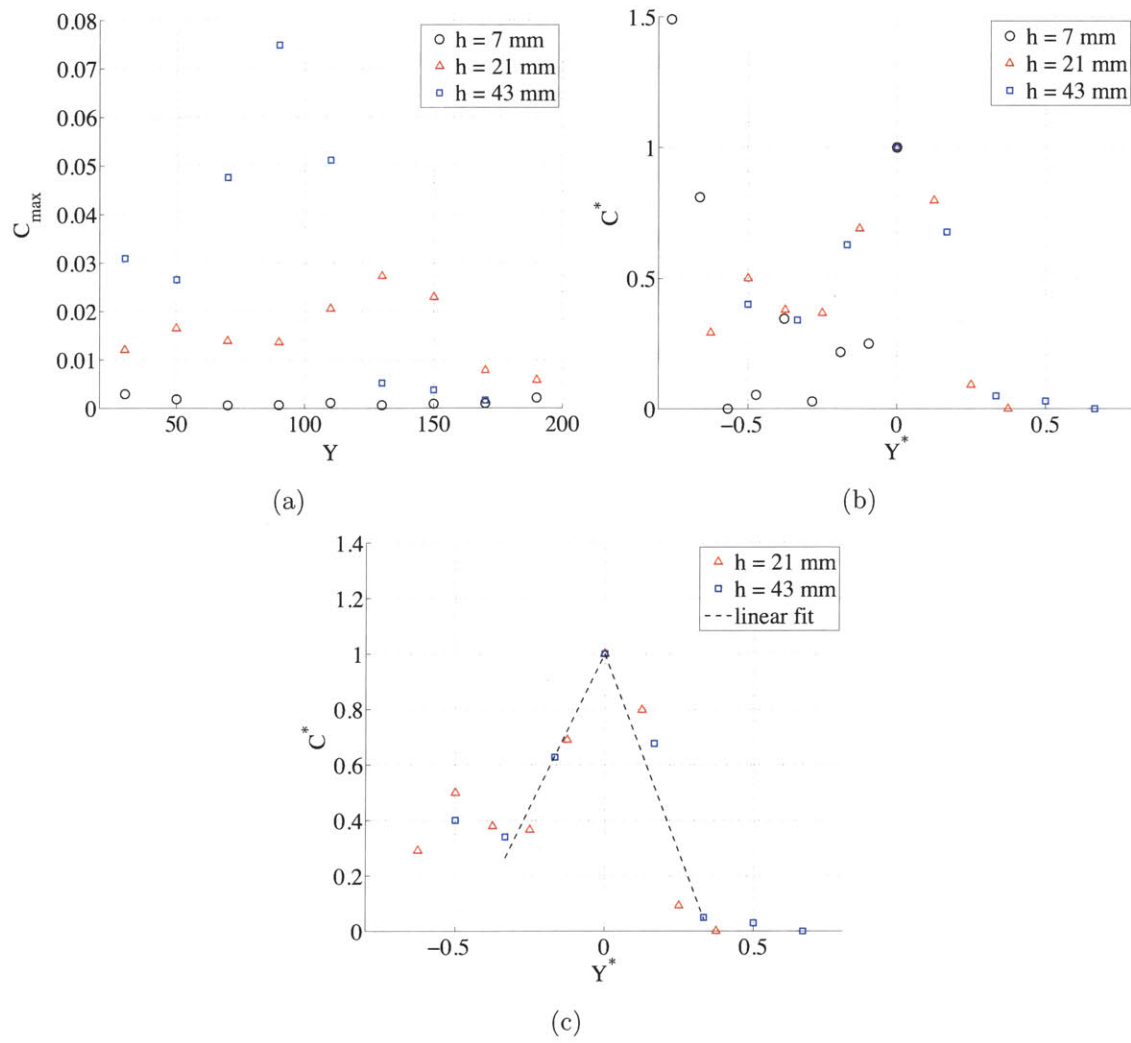 0.08
0.07
0.06
0.05
0.04
0.03
0.02
0.01
0
C_max
50
100
150
200
Y
h = 7 mm
h = 21 mm
h = 43 mm
(a)
1.5
1
0.5
0
C*
−0.5
0
0.5
Y*
h = 7 mm
h = 21 mm
h = 43 mm
(b)
1.4
1.2
1
0.8
0.6
0.4
0.2
0
C*
−0.5
0
0.5
Y*
h = 21 mm
h = 43 mm
linear fit
(c)